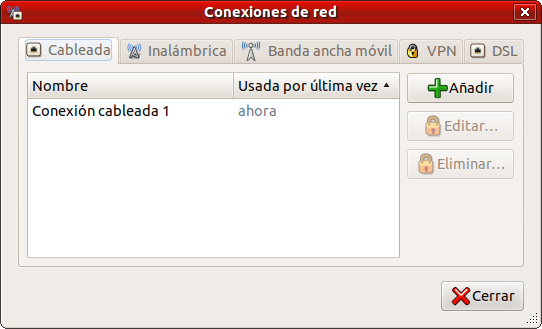 Conexiones de red
Cableada Inalámbrica Banda ancha móvil VPN DSL
Nombre Usada por última vez
Conexión cableada 1 ahora
Añadir
Editar...
Eliminar...
Cerrar